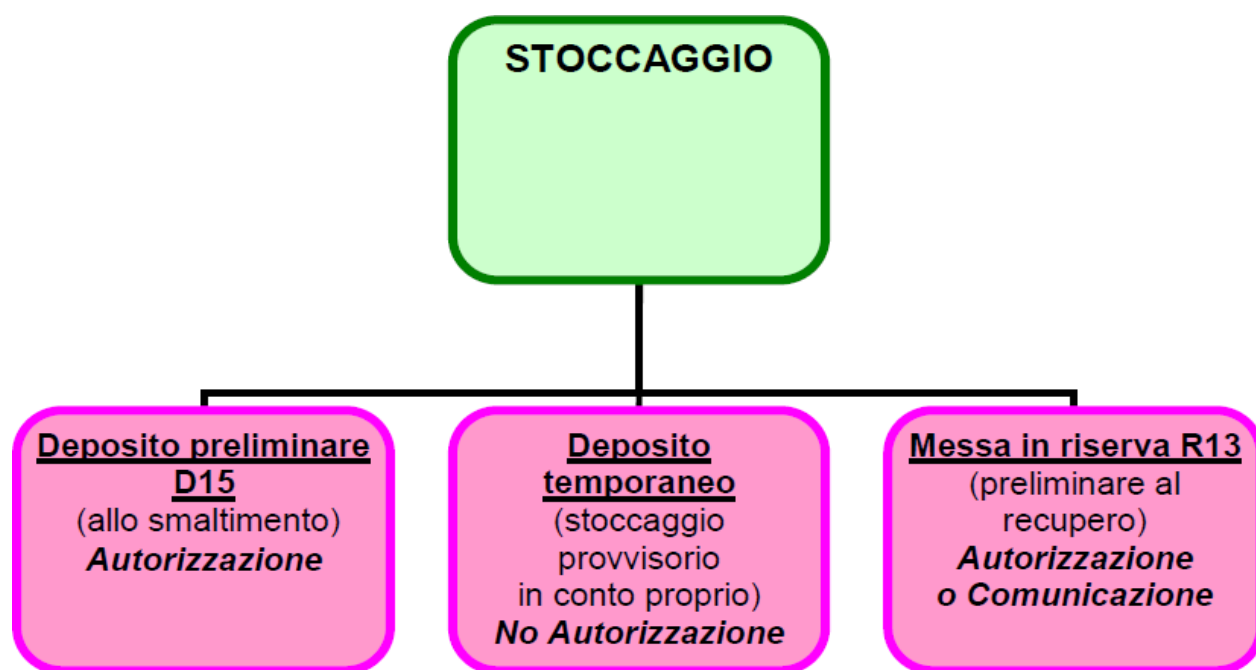 STOCCAGGIO
Deposito preliminare
D15
(allo smaltimento)
Autorizzazione
Deposito
temporaneo
(stoccaggio
provvisorio
in conto proprio)
No Autorizzazione
Messa in riserva R13
(preliminare al
recupero)
Autorizzazione
o Comunicazione